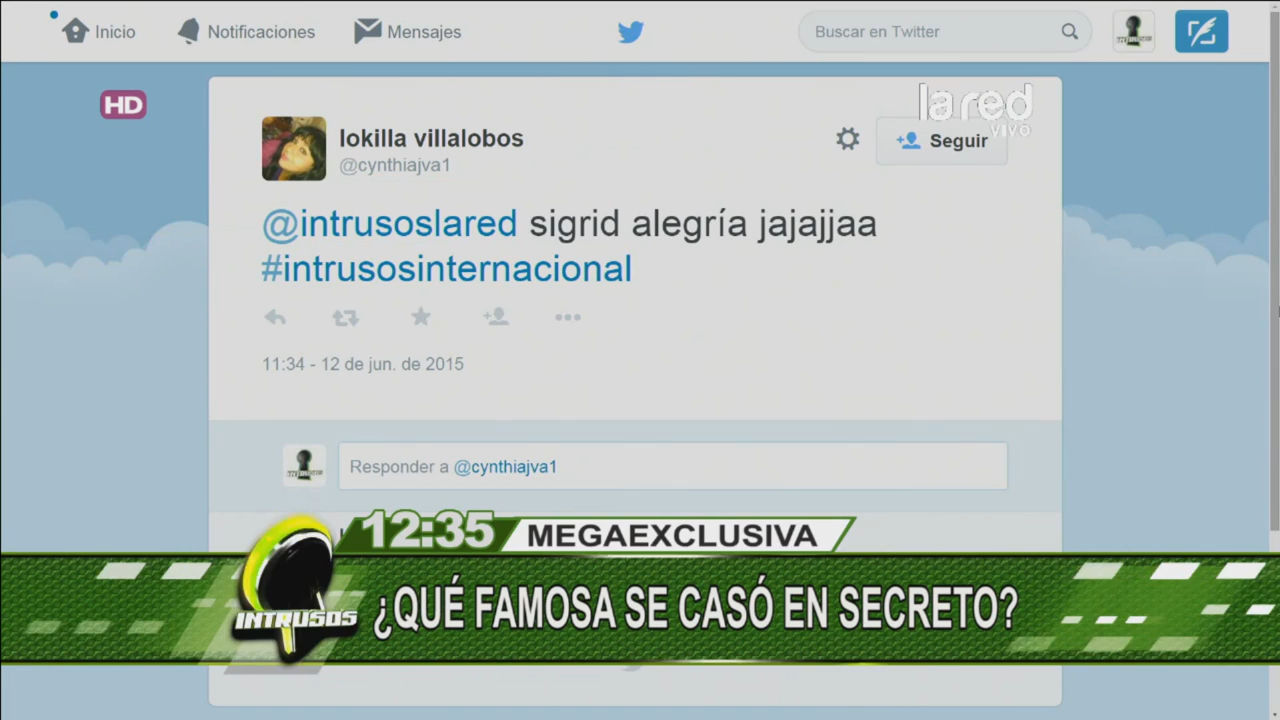 Inicio
Notificaciones
Mensajes
Buscar en Twitter
HD
la red
vivo
lokilla villalobos
@cynthiajva1
Seguir
@intrusoslared sigrid alegría jajajjaa
#intrusosinternacional
11:34 - 12 de jun. de 2015
Responder a @cynthiajva1
12:35
MEGAEXCLUSIVA
INTRUSOS
¿QUÉ FAMOSA SE CASÓ EN SECRETO?